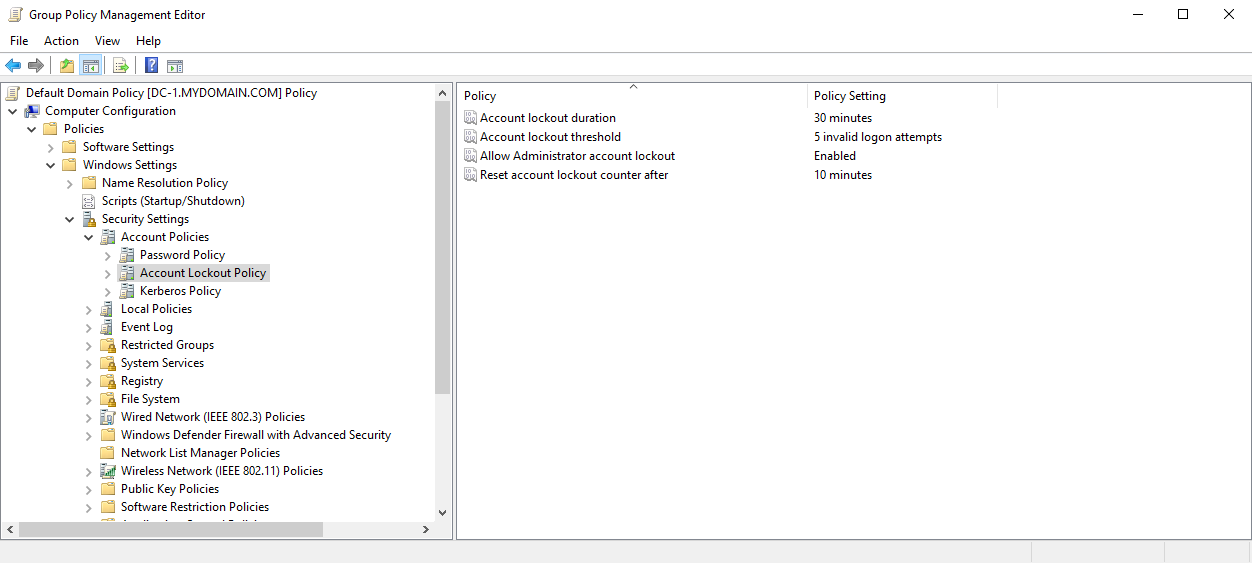 Group Policy Management Editor
File Action View Help
Default Domain Policy [DC-1.MYDOMAIN.COM] Policy
Computer Configuration
Policies
Software Settings
Windows Settings
Name Resolution Policy
Scripts (Startup/Shutdown)
Security Settings
Account Policies
Password Policy
Account Lockout Policy
Kerberos Policy
Local Policies
Event Log
Restricted Groups
System Services
Registry
File System
Wired Network (IEEE 802.3) Policies
Windows Defender Firewall with Advanced Security
Network List Manager Policies
Wireless Network (IEEE 802.11) Policies
Public Key Policies
Software Restriction Policies
Policy Policy Setting
Account lockout duration 30 minutes
Account lockout threshold 5 invalid logon attempts
Allow Administrator account lockout Enabled
Reset account lockout counter after 10 minutes